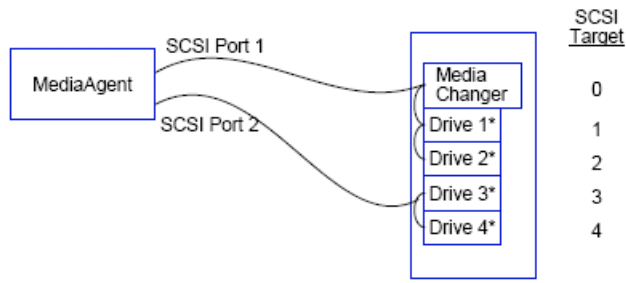 SCSI
Target
SCSI Port 1
MediaAgent
SCSI Port 2
Media
Changer
0
Drive 1*
1
Drive 2*
2
Drive 3*
3
Drive 4*
4